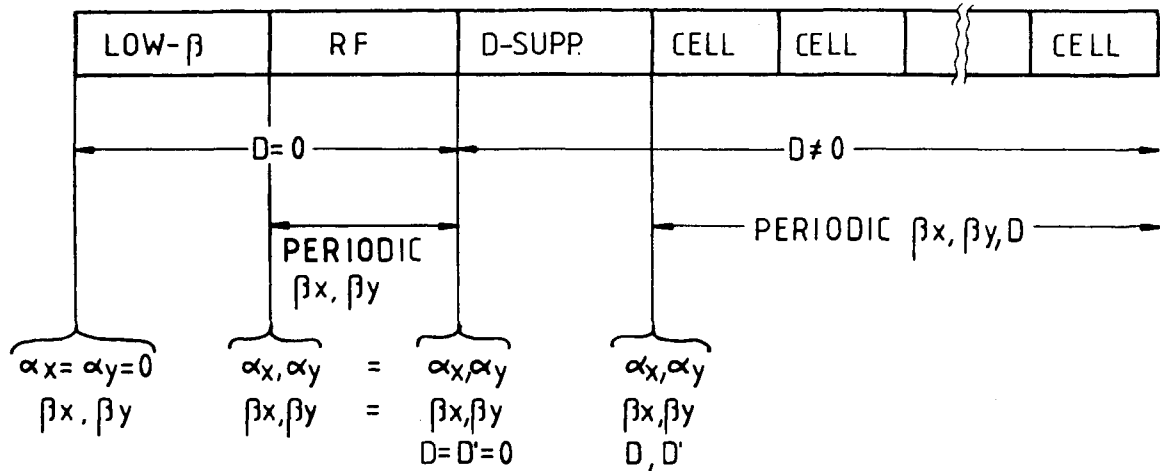 LOW-β RF D-SUPP. CELL CELL CELL
D=0 D≠0
PERIODIC βx, βy
PERIODIC βx, βy, D
αx=αy=0 αx,αy = αx,αy αx,αy
βx, βy βx,βy = βx,βy βx,βy
D=D'=0 D,D'